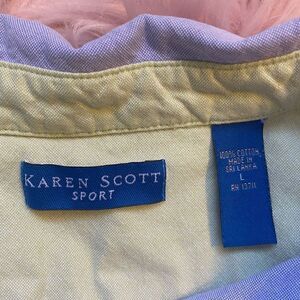 KAREN SCOTT
SPORT
100% COTTON
MADE IN
SRI LANKA
L
RN 13711